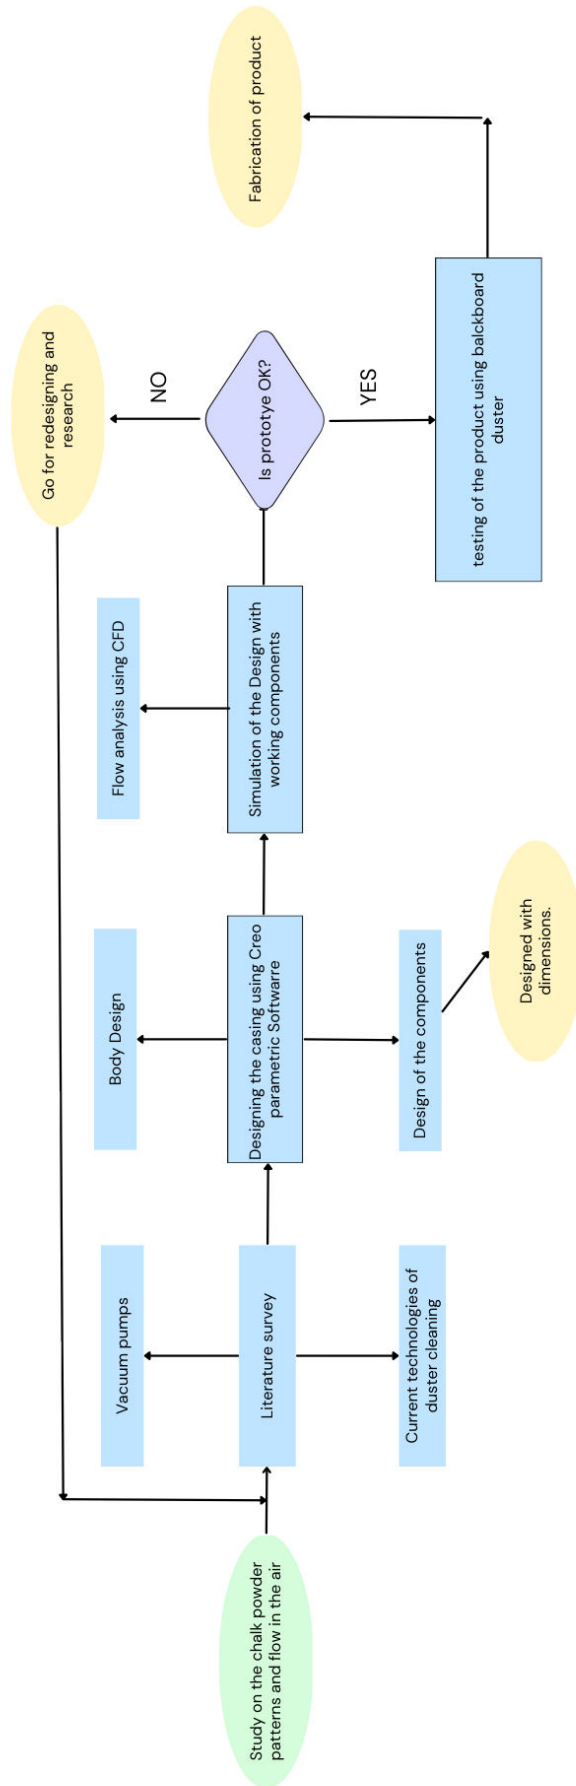 Study on the chalk powder
patterns and flow in the air
Vacuum pumps
Literature survey
Current technologies of
duster cleaning
Body Design
Designing the casing using Creo
parametric Softwarre
Design of the components
Designed with
dimensions.
Flow analysis using CFD
Simulation of the Design with
working components
Go for redesigning and
research
NO
Is prototye OK?
YES
testing of the product using balckboard
duster
Fabrication of product